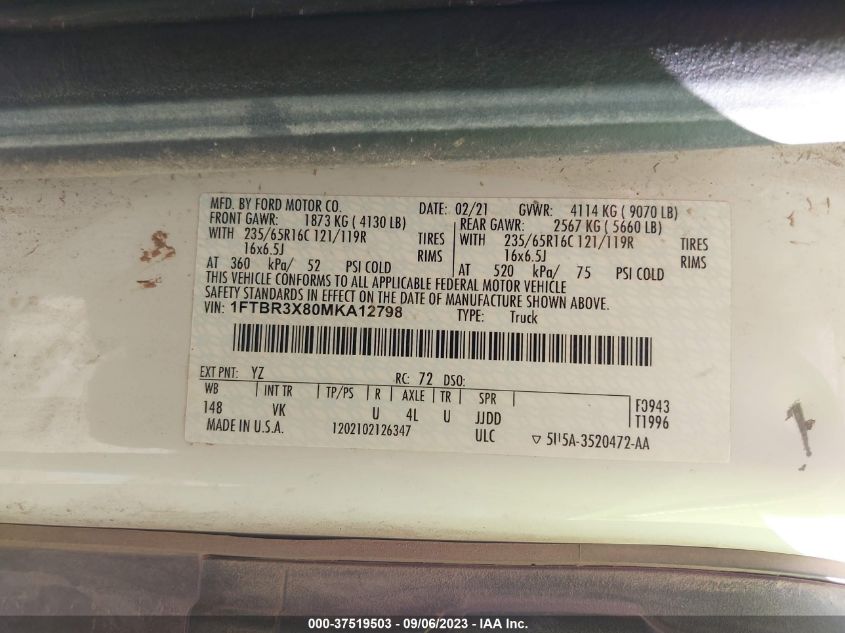 MFD. BY FORD MOTOR CO. DATE: 02/21 GVWR: 4114 KG ( 9070 LB)
FRONT GAWR: 1873 KG ( 4130 LB) REAR GAWR: 2567 KG ( 5660 LB)
WITH 235/65R16C 121/119R TIRES WITH 235/65R16C 121/119R TIRES
16x6.5J RIMS 16x6.5J RIMS
AT 360 kPa/ 52 PSI COLD AT 520 kPa/ 75 PSI COLD
THIS VEHICLE CONFORMS TO ALL APPLICABLE FEDERAL MOTOR VEHICLE
SAFETY STANDARDS IN EFFECT ON THE DATE OF MANUFACTURE SHOWN ABOVE.
VIN: 1FTBR3X80MKA12798 TYPE: Truck
EXT PNT: YZ RC: 72 DSO:
WB INT TR TP/PS R AXLE TR SPR
148 VK U 4L U JJDD F0943
T1996
MADE IN U.S.A. 1202102126347 ULC
000-37519503 - 09/06/2023 - IAA Inc.